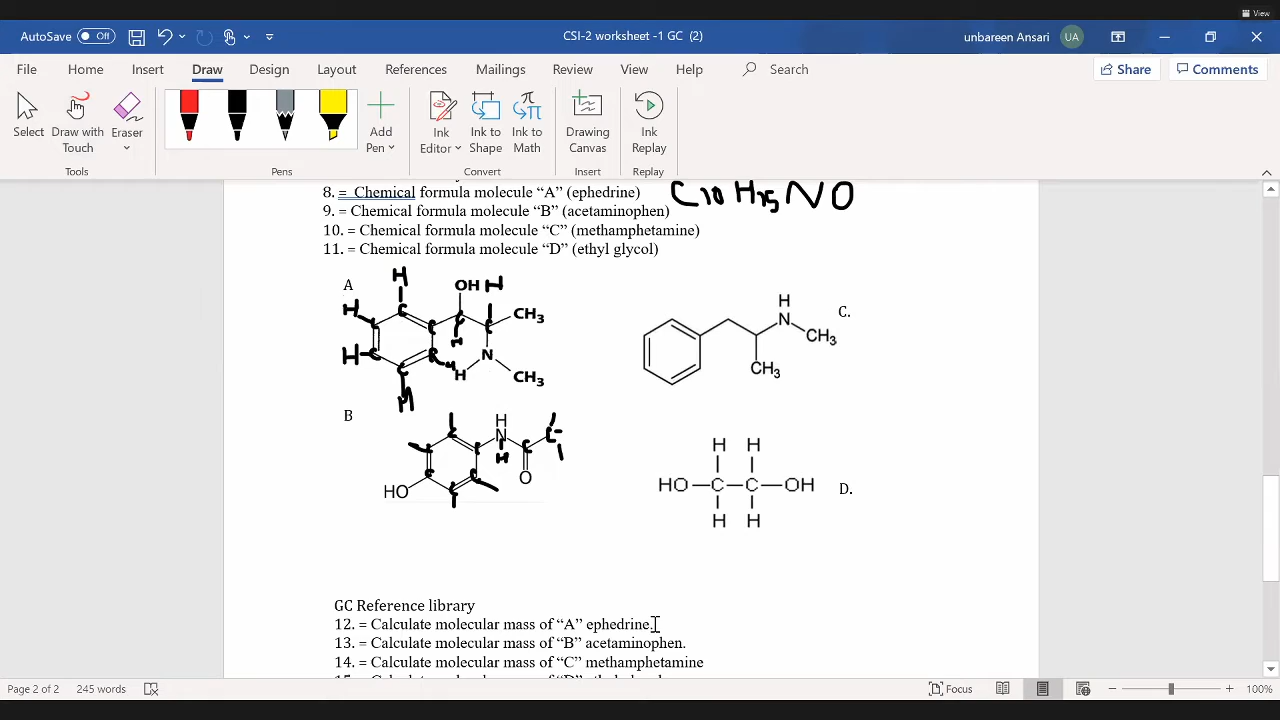 View
AutoSave Off CSI-2 worksheet -1 GC (2) unbareen Ansari UA
File Home Insert Draw Design Layout References Mailings Review View Help Search Share Comments
Select Draw with Touch Eraser Add Pen Ink Editor Ink to Shape Ink to Math Drawing Canvas Ink Replay
Tools Pens Convert Insert Replay
8. = Chemical formula molecule “A” (ephedrine) C10 H15 N O
9. = Chemical formula molecule “B” (acetaminophen)
10. = Chemical formula molecule “C” (methamphetamine)
11. = Chemical formula molecule “D” (ethyl glycol)
A
H
OH H
H
CH3
H
H
N
H
CH3
H
H
N
CH3
CH3
C.
B
H
N
H
O
HO
H H
HO C C OH
H H
D.
GC Reference library
12. = Calculate molecular mass of “A” ephedrine.
13. = Calculate molecular mass of “B” acetaminophen.
14. = Calculate molecular mass of “C” methamphetamine
Page 2 of 2 245 words Focus 100%